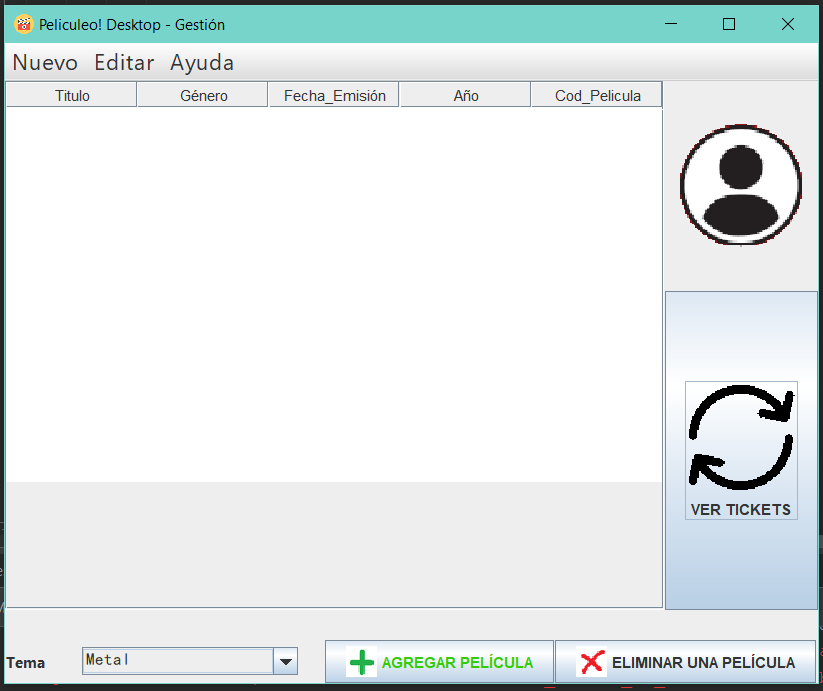 Peliculeo! Desktop - Gestión
Nuevo Editar Ayuda
Titulo Género Fecha_Emisión Año Cod_Pelicula
VER TICKETS
Tema Metal AGREGAR PELÍCULA ELIMINAR UNA PELÍCULA